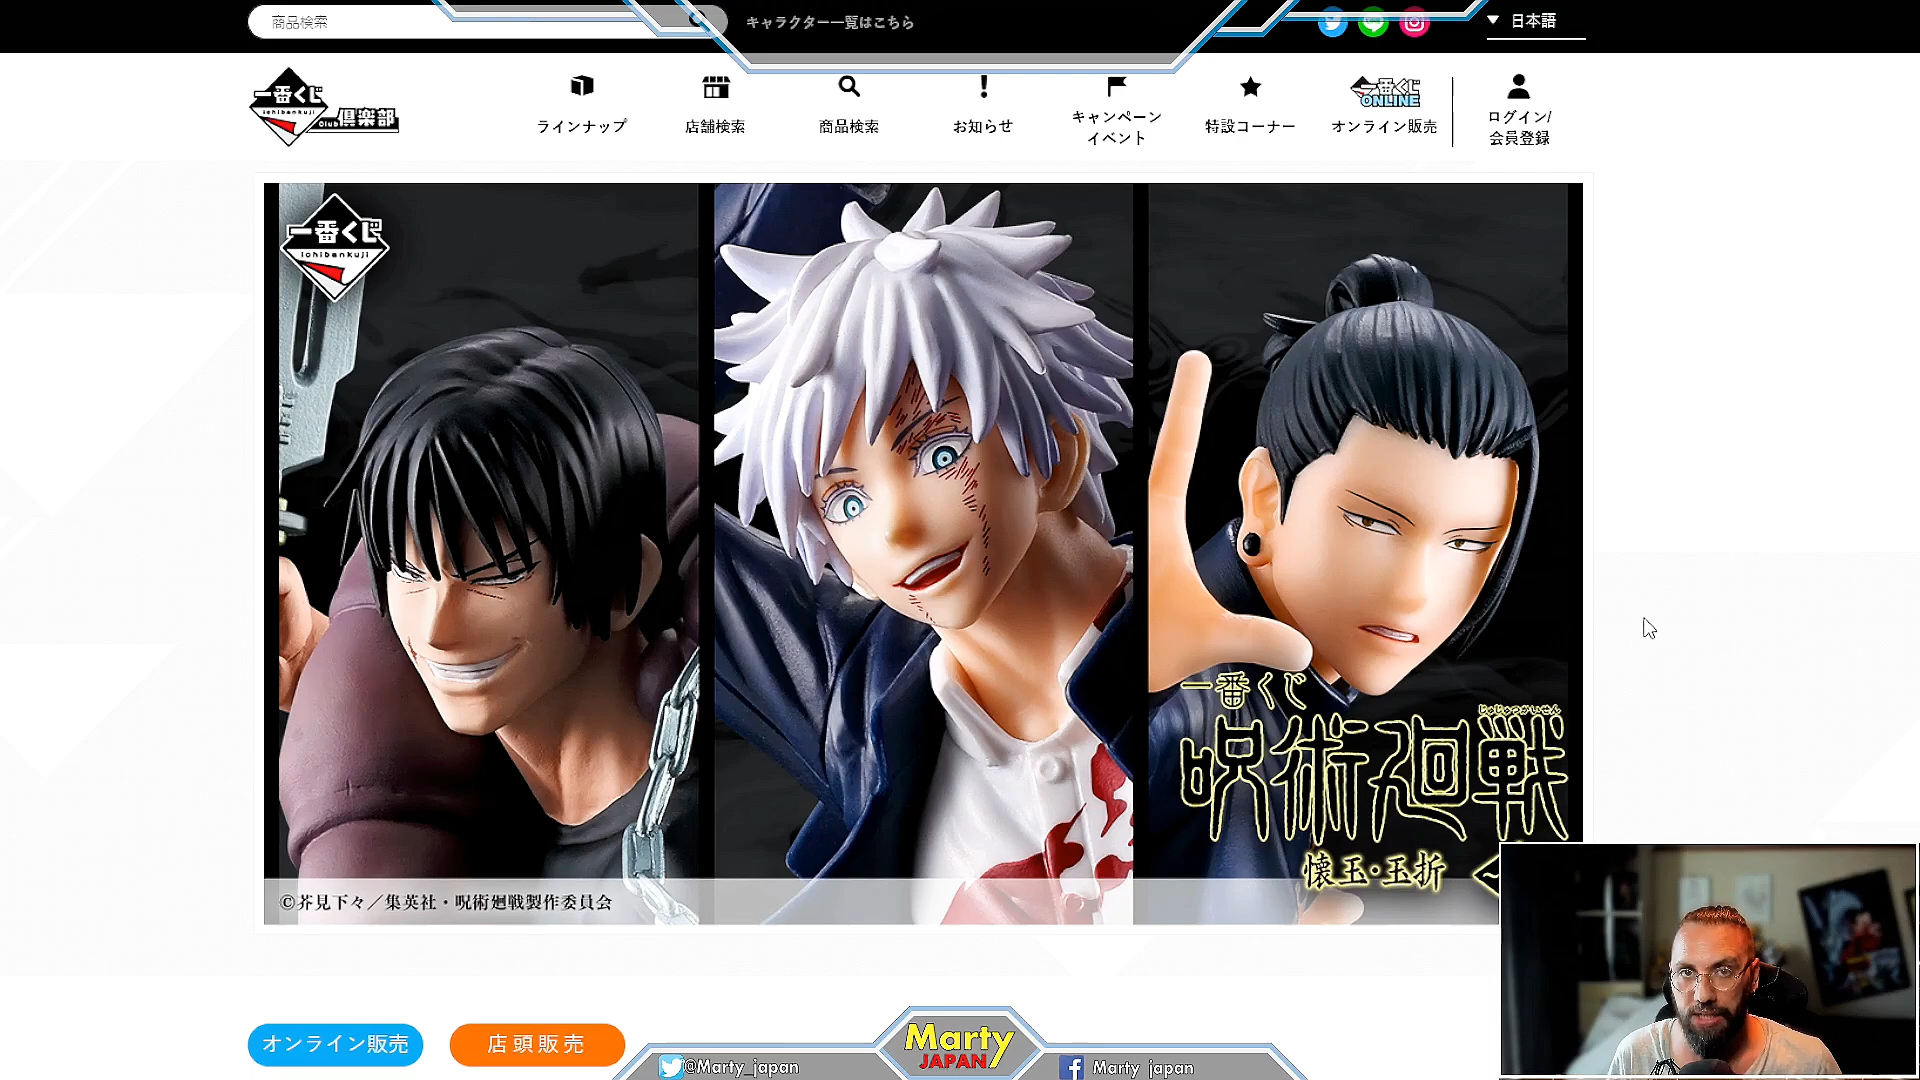 商品検索
キャラクター一覧はこちら
日本語
一番くじ
ichibankuji
Club倶楽部
ラインナップ
店舗検索
商品検索
お知らせ
キャンペーン
イベント
特設コーナー
一番くじ
ONLINE
オンライン販売
ログイン/
会員登録
一番くじ
ichibankuji
一番くじ
じゅじゅつかいせん
呪術廻戦
懐玉・玉折
©芥見下々／集英社・呪術廻戦製作委員会
オンライン販売
店頭販売
@Marty_japan
Marty
JAPAN
Marty japan